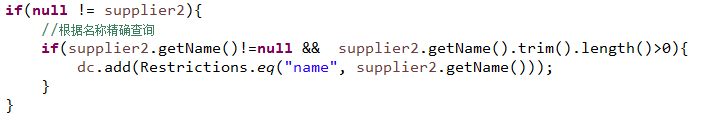 if(null != supplier2){
    //根据名称精确查询
    if(supplier2.getName()!=null &&  supplier2.getName().trim().length()>0){
        dc.add(Restrictions.eq("name", supplier2.getName()));
    }
}